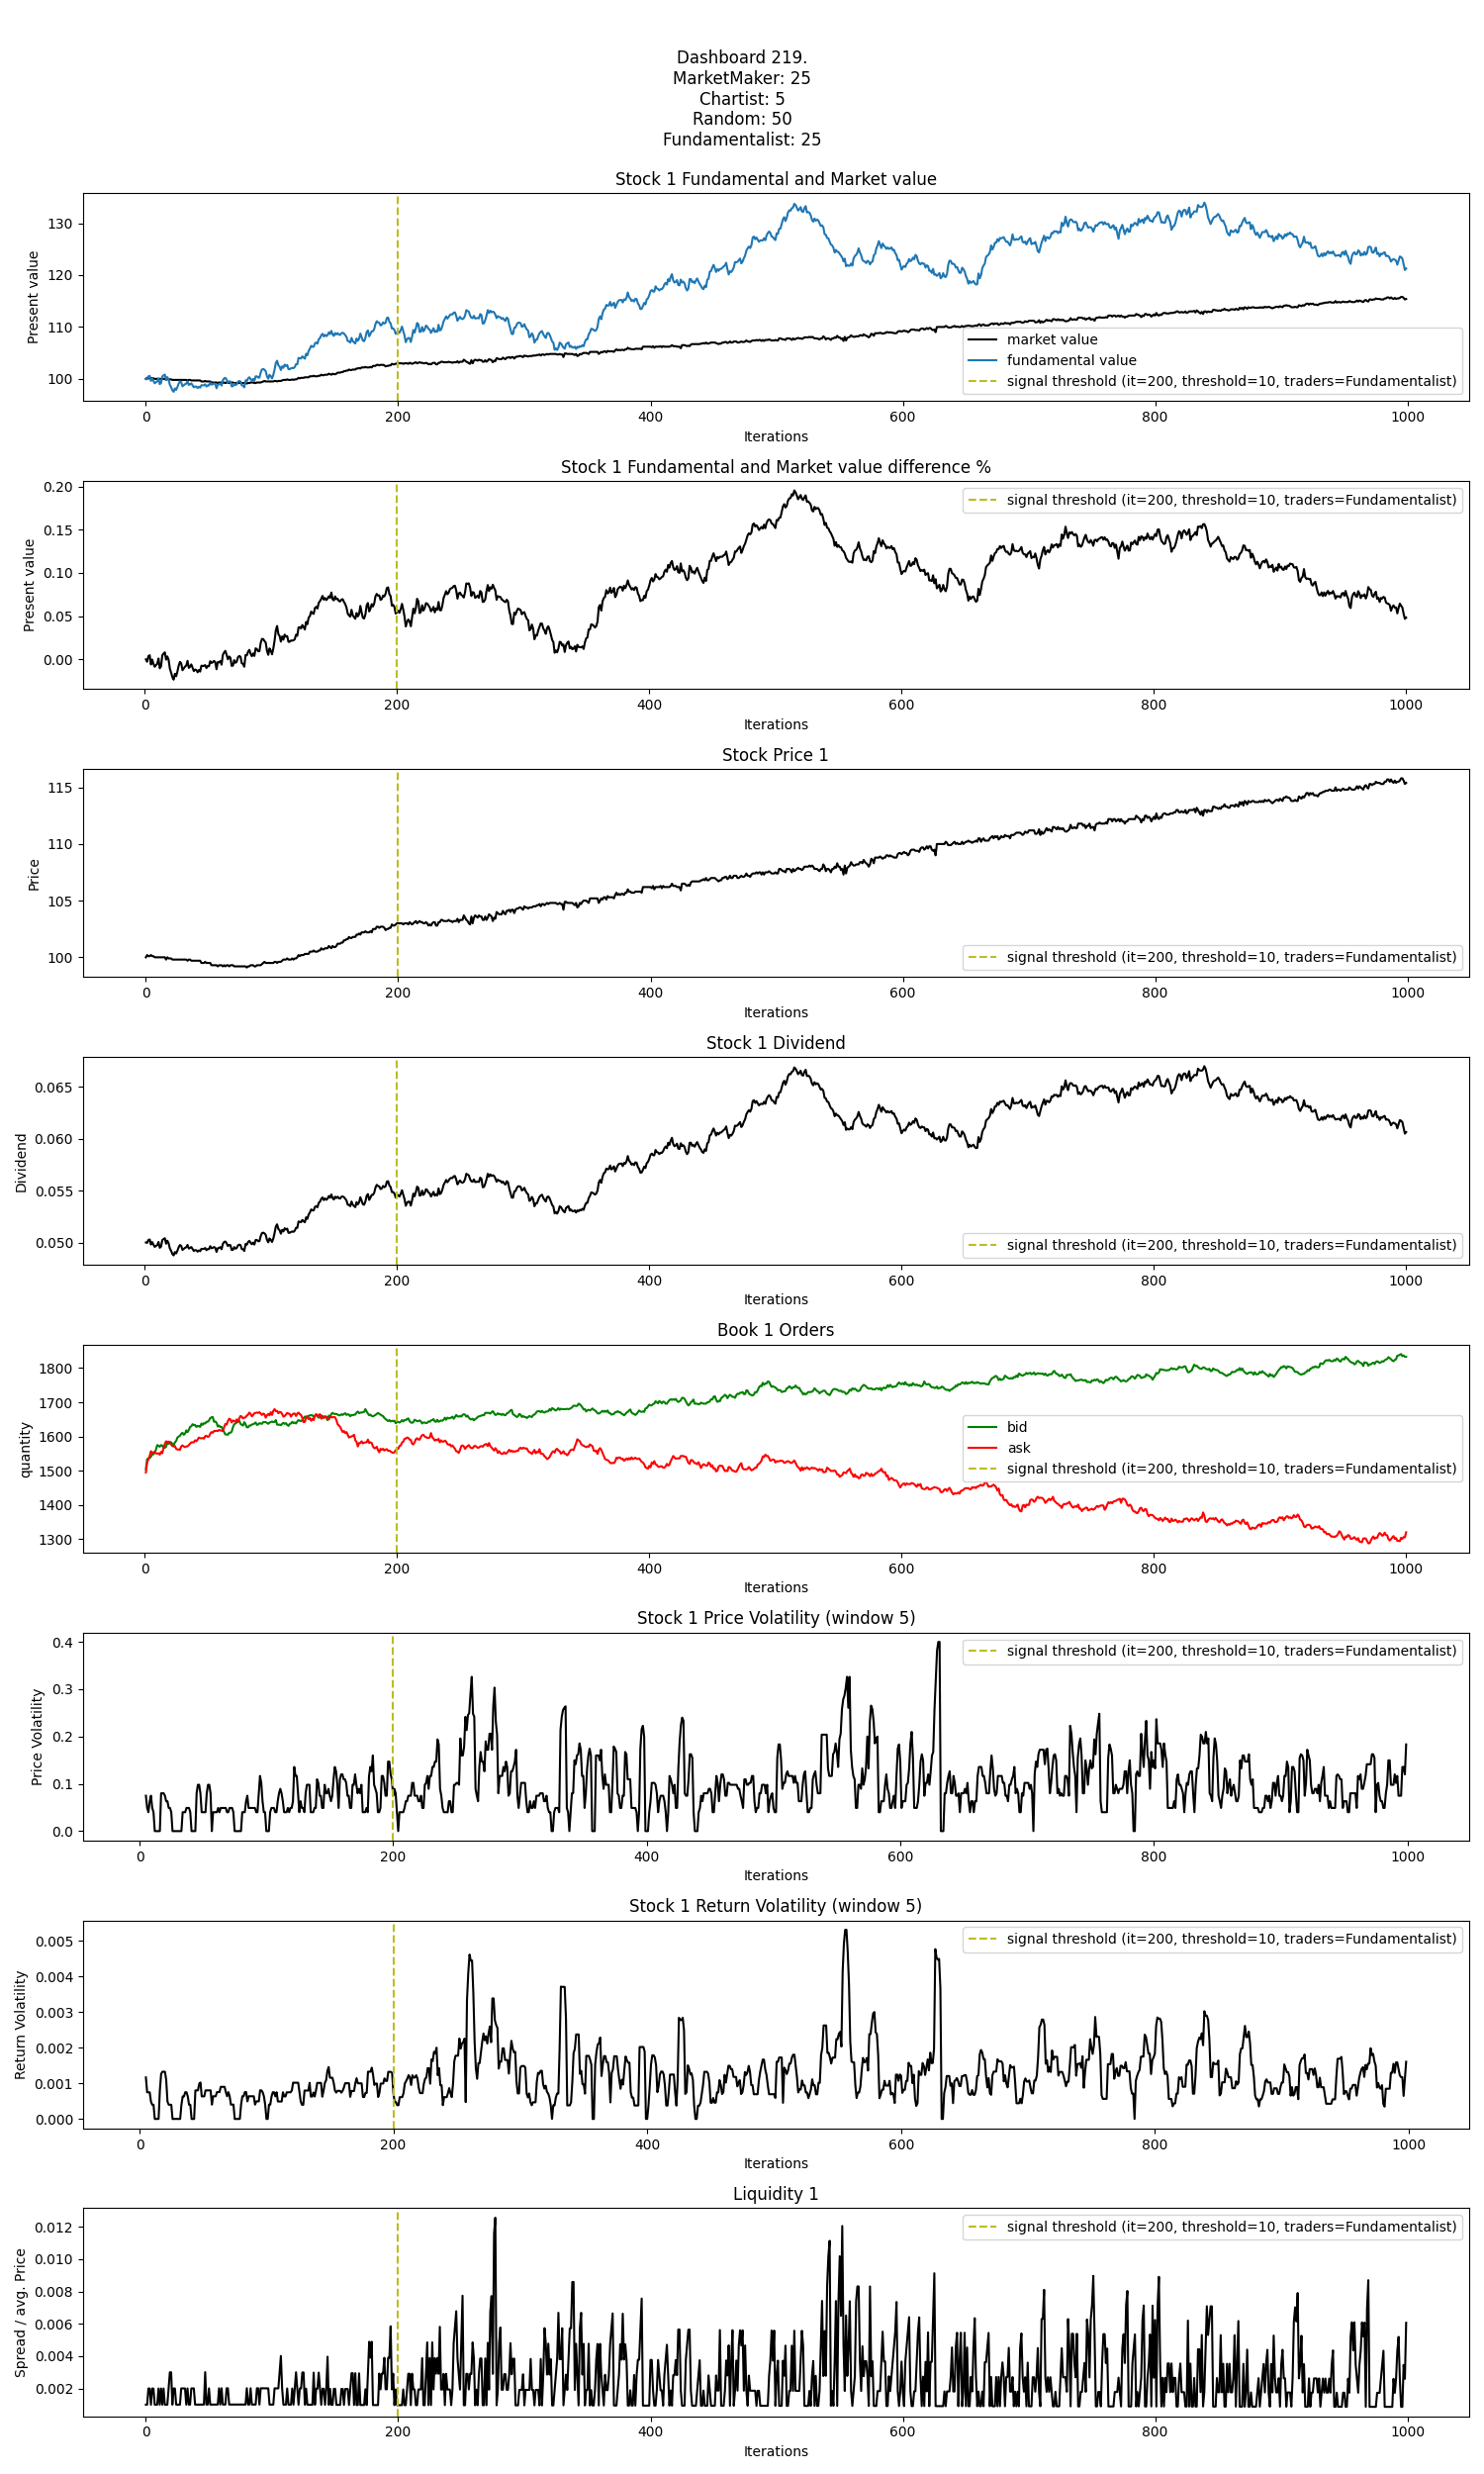 Dashboard 219.
MarketMaker: 25
Chartist: 5
Random: 50
Fundamentalist: 25
Stock 1 Fundamental and Market value
Present value
130
120
110
100
market value
fundamental value
signal threshold (it=200, threshold=10, traders=Fundamentalist)
0 200 400 600 800 1000
Iterations
Stock 1 Fundamental and Market value difference %
Present value
0.20
0.15
0.10
0.05
0.00
signal threshold (it=200, threshold=10, traders=Fundamentalist)
0 200 400 600 800 1000
Iterations
Stock Price 1
Price
115
110
105
100
signal threshold (it=200, threshold=10, traders=Fundamentalist)
0 200 400 600 800 1000
Iterations
Stock 1 Dividend
Dividend
0.065
0.060
0.055
0.050
signal threshold (it=200, threshold=10, traders=Fundamentalist)
0 200 400 600 800 1000
Iterations
Book 1 Orders
quantity
1800
1700
1600
1500
1400
1300
bid
ask
signal threshold (it=200, threshold=10, traders=Fundamentalist)
0 200 400 600 800 1000
Iterations
Stock 1 Price Volatility (window 5)
Price Volatility
0.4
0.3
0.2
0.1
0.0
signal threshold (it=200, threshold=10, traders=Fundamentalist)
0 200 400 600 800 1000
Iterations
Stock 1 Return Volatility (window 5)
Return Volatility
0.005
0.004
0.003
0.002
0.001
0.000
signal threshold (it=200, threshold=10, traders=Fundamentalist)
0 200 400 600 800 1000
Iterations
Liquidity 1
Spread / avg. Price
0.012
0.010
0.008
0.006
0.004
0.002
signal threshold (it=200, threshold=10, traders=Fundamentalist)
0 200 400 600 800 1000
Iterations